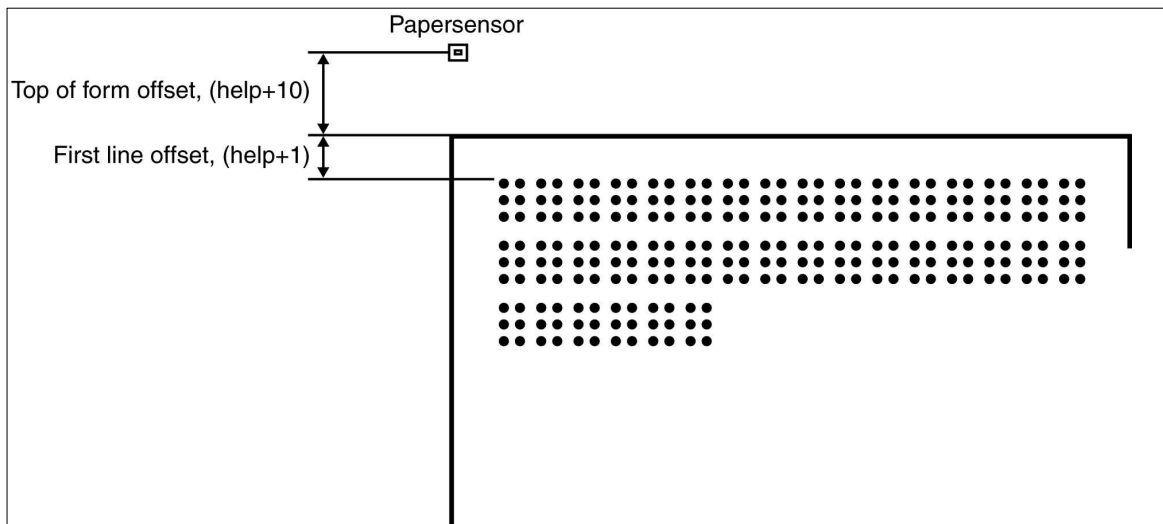 Papersensor
Top of form offset, (help+10)
First line offset, (help+1)